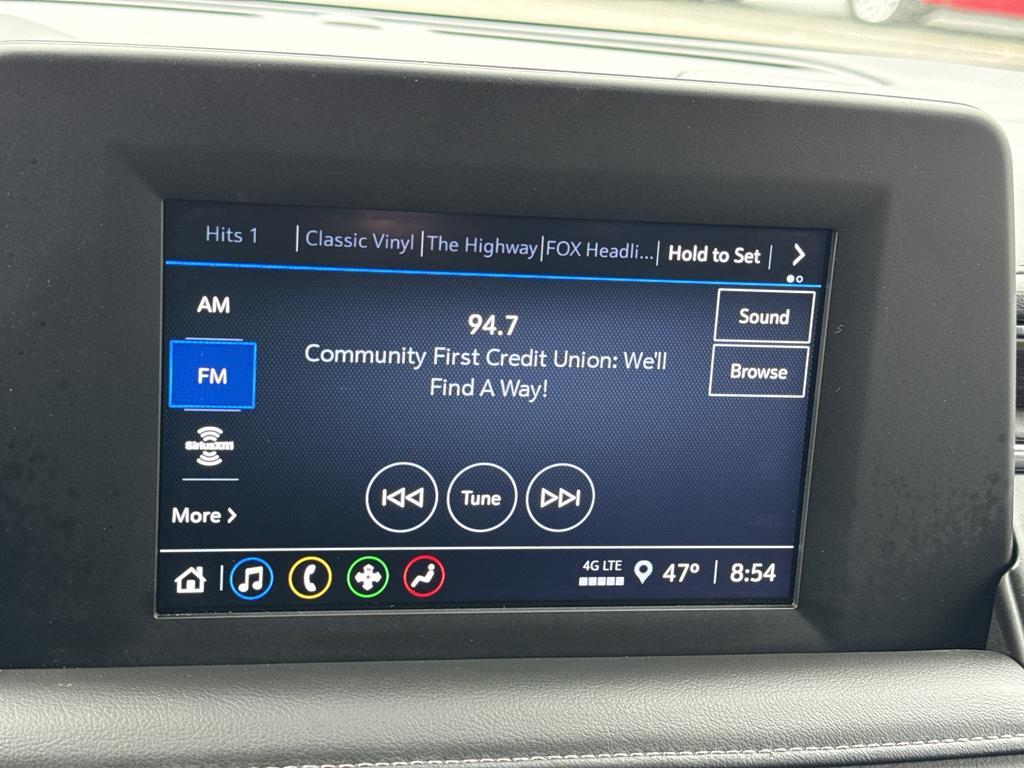 Hits 1 Classic Vinyl The Highway FOX Headli... Hold to Set
AM
94.7
Sound
Community First Credit Union: We'll
Browse
FM
Find A Way!
SiriusXM
Tune
More
4G LTE
47° 8:54